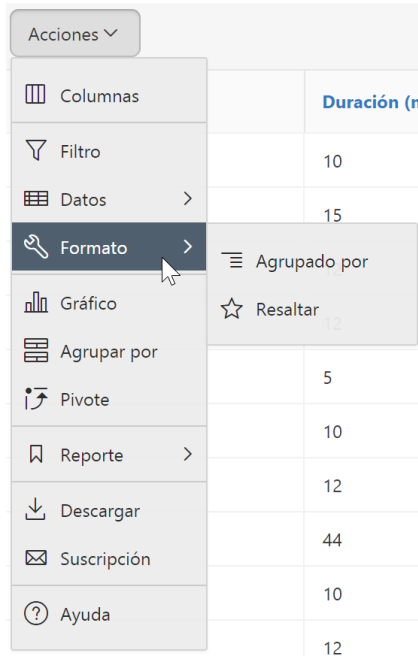 Acciones
Columnas
Duración (n
Filtro
10
Datos
15
Formato
Agrupado por
Gráfico
Resaltar
12
Agrupar por
5
Pivote
10
Reporte
12
Descargar
44
Suscripción
10
Ayuda
12